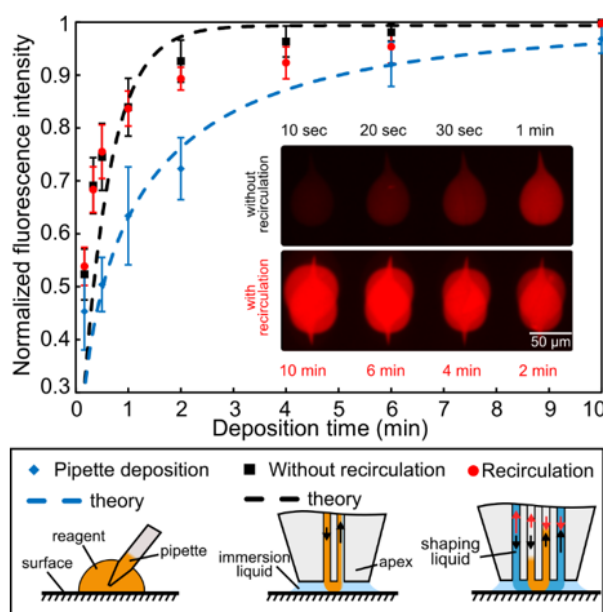 Normalized fluorescence intensity
1
0.9
0.8
0.7
0.6
0.5
0.4
0.3
0 1 2 3 4 5 6 7 8 9 10
Deposition time (min)
10 sec 20 sec 30 sec 1 min
without
recirculation
with
recirculation
50 µm
10 min 6 min 4 min 2 min
Pipette deposition Without recirculation Recirculation
theory theory
reagent
pipette
surface
immersion
liquid
apex
shaping
liquid